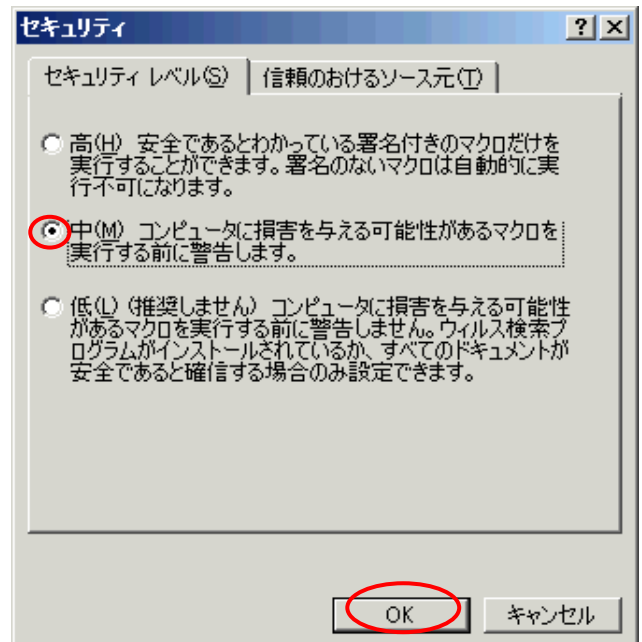 セキュリティ
セキュリティ レベル(S)
信頼のおけるソース元(T)
高(H) 安全であるとわかっている署名付きのマクロだけを
実行することができます。署名のないマクロは自動的に実
行不可になります。
中(M) コンピュータに損害を与える可能性があるマクロを
実行する前に警告します。
低(L) (推奨しません) コンピュータに損害を与える可能性
があるマクロを実行する前に警告しません。ウィルス検索プ
ログラムがインストールされているか、すべてのドキュメントが
安全であると確信する場合のみ設定できます。
OK
キャンセル